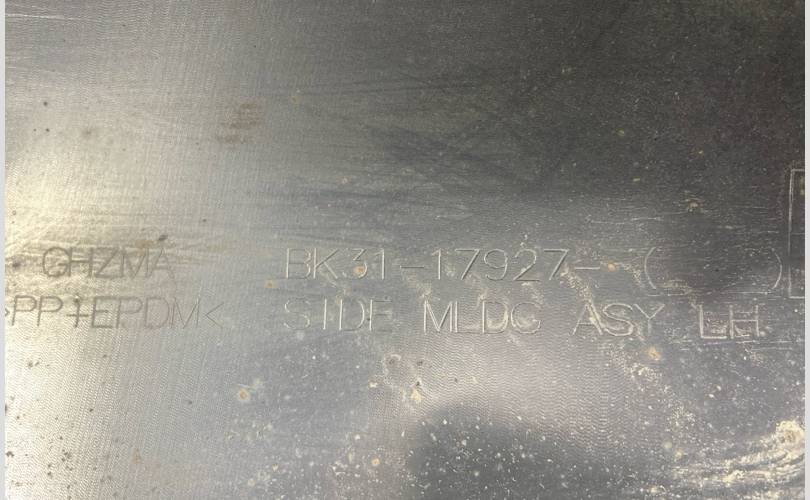 GHZMA BK31-17927- ( )
>PP+EPDM< SIDE MLDG ASY LH